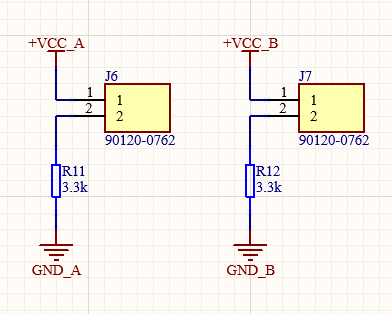 +VCC_A
J6
1 1
2 2
90120-0762
R11
3.3k
GND_A
+VCC_B
J7
1 1
2 2
90120-0762
R12
3.3k
GND_B